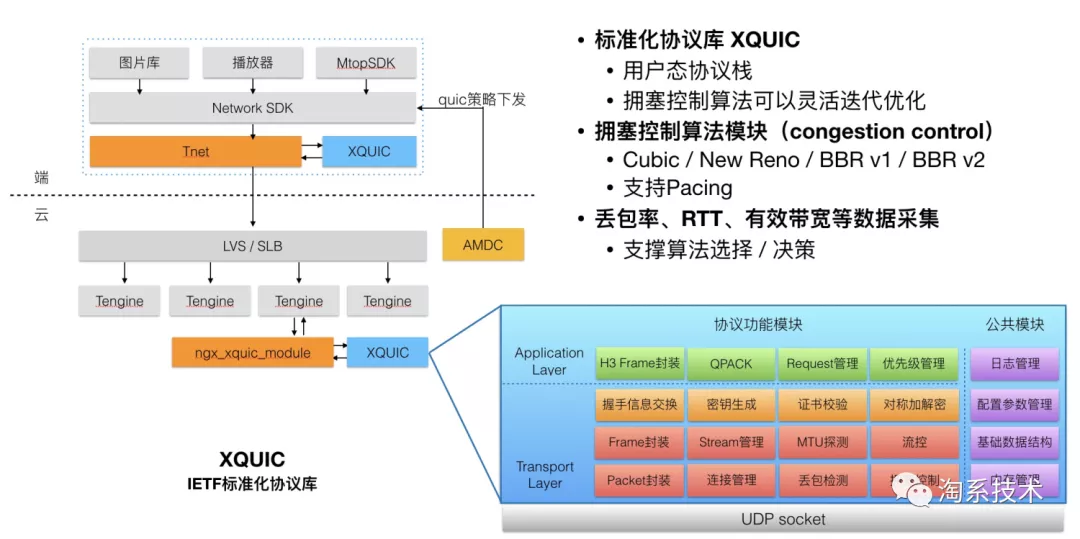 图片库
播放器
MtopSDK
Network SDK
quic策略下发
Tnet
XQUIC
端
云
LVS / SLB
AMDC
Tengine
Tengine
Tengine
Tengine
ngx_xquic_module
XQUIC
XQUIC
IETF标准化协议库
• 标准化协议库 XQUIC
• 用户态协议栈
• 拥塞控制算法可以灵活迭代优化
• 拥塞控制算法模块（congestion control）
• Cubic / New Reno / BBR v1 / BBR v2
• 支持Pacing
• 丢包率、RTT、有效带宽等数据采集
• 支撑算法选择 / 决策
协议功能模块
公共模块
Application
Layer
H3 Frame封装
QPACK
Request管理
优先级管理
日志管理
握手信息交换
密钥生成
证书校验
对称加解密
配置参数管理
Transport
Layer
Frame封装
Stream管理
MTU探测
流控
基础数据结构
Packet封装
连接管理
丢包检测
控制
内存管理
淘系技术
UDP socket